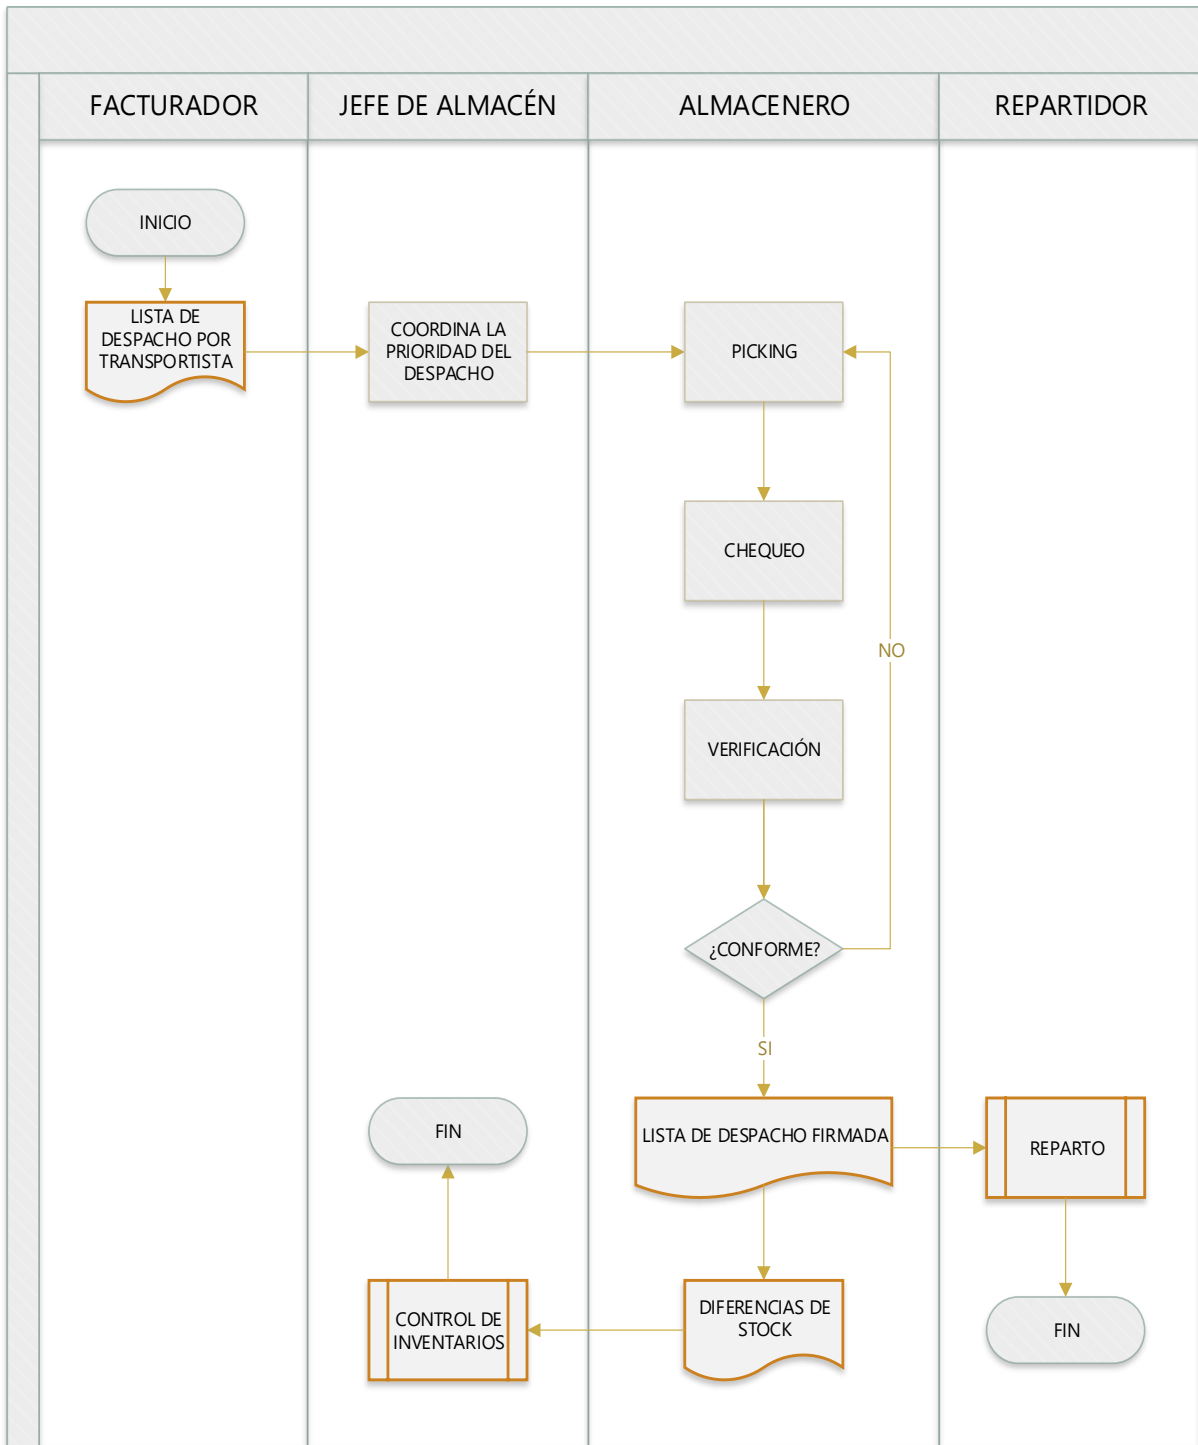 FACTURADOR
JEFE DE ALMACÉN
ALMACENERO
REPARTIDOR
INICIO
LISTA DE
DESPACHO POR
TRANSPORTISTA
COORDINA LA
PRIORIDAD DEL
DESPACHO
PICKING
CHEQUEO
NO
VERIFICACIÓN
¿CONFORME?
SI
FIN
LISTA DE DESPACHO FIRMADA
REPARTO
CONTROL DE
INVENTARIOS
DIFERENCIAS DE
STOCK
FIN